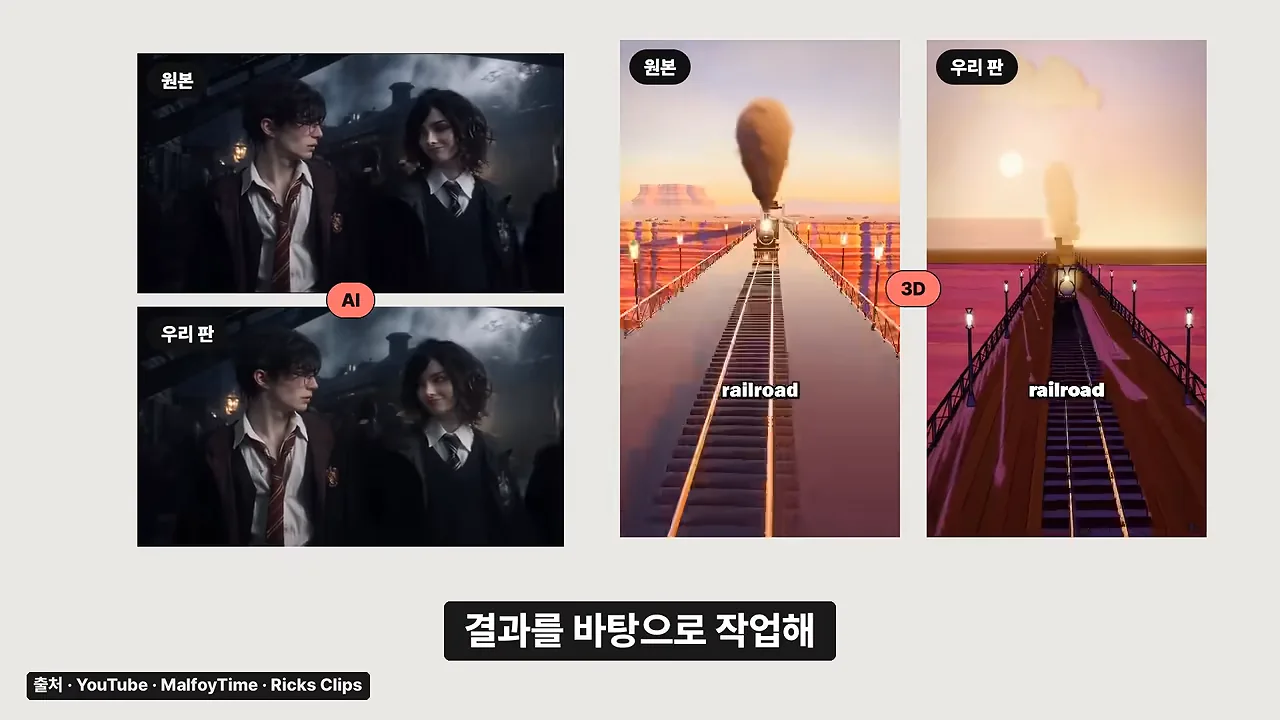 원본
AI
우리 판
원본
railroad
3D
우리 판
railroad
결과를 바탕으로 작업해
출처 · YouTube · MalfoyTime · Ricks Clips